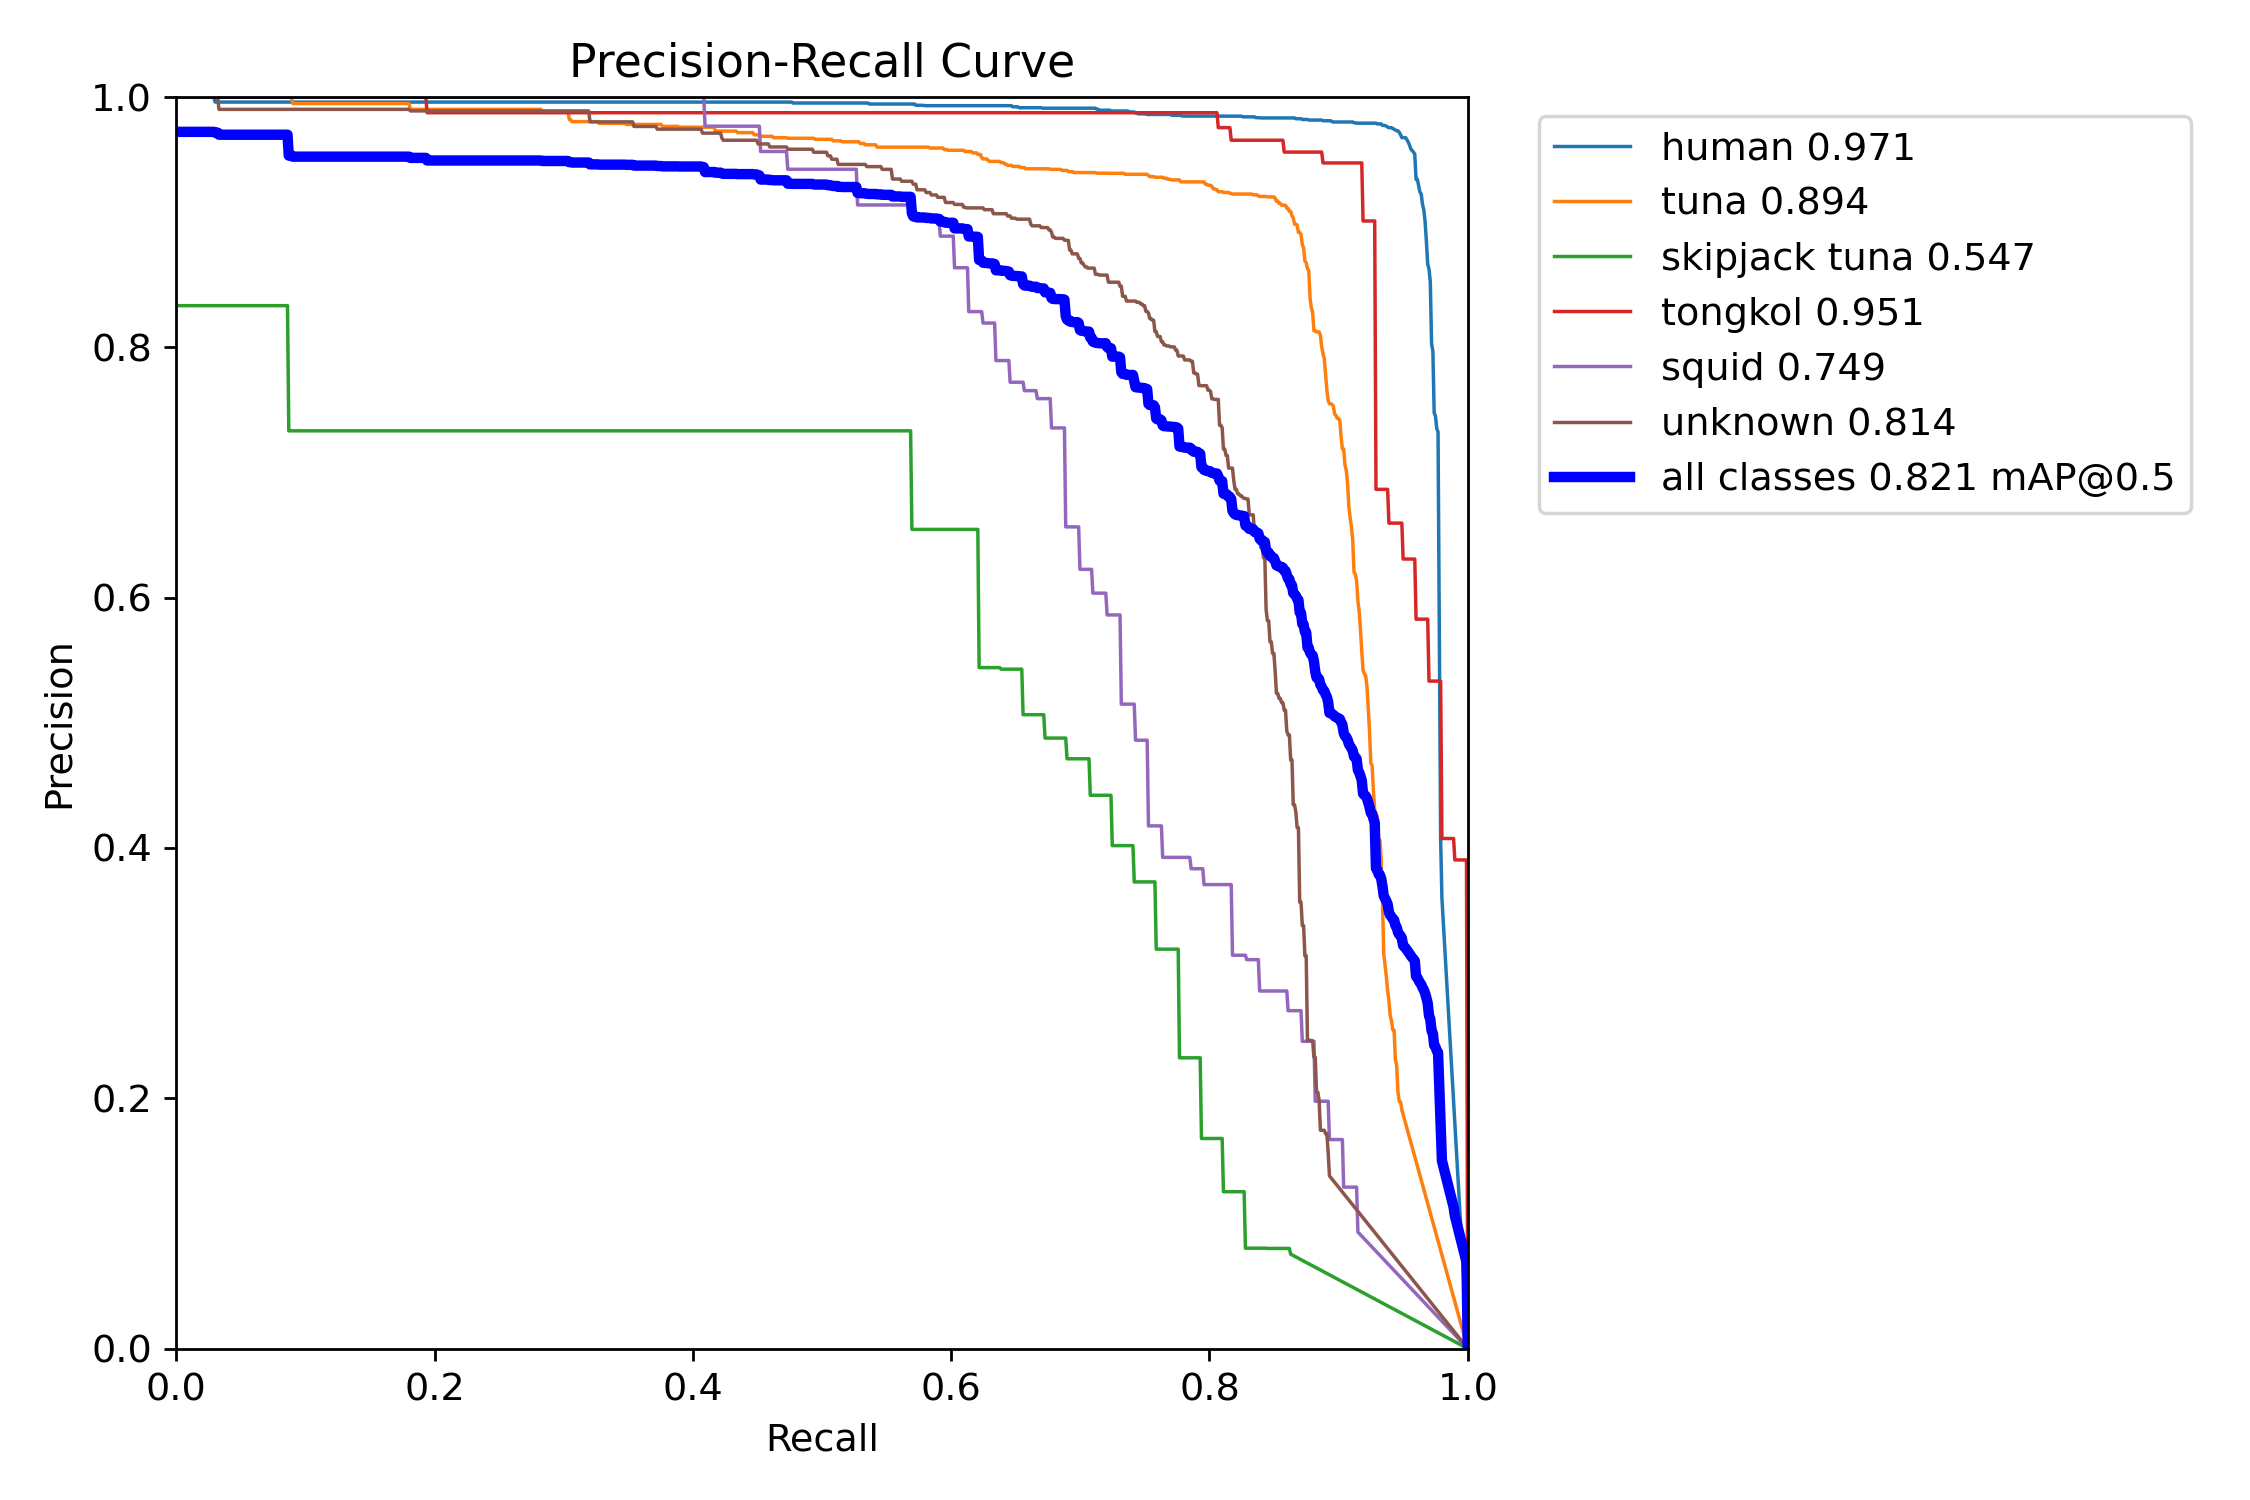 Precision-Recall Curve
1.0
0.8
0.6
0.4
0.2
0.0
Precision
0.0 0.2 0.4 0.6 0.8 1.0
Recall
human 0.971
tuna 0.894
skipjack tuna 0.547
tongkol 0.951
squid 0.749
unknown 0.814
all classes 0.821 mAP@0.5